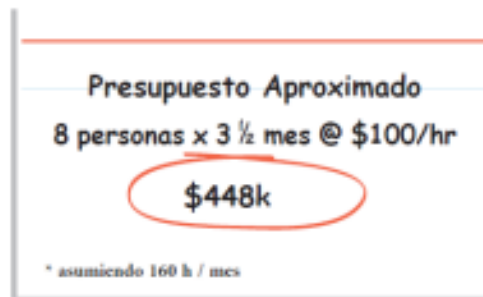 Presupuesto Aproximado
8 personas x 3 ½ mes @ $100/hr
$448k
* asumiendo 160 h / mes